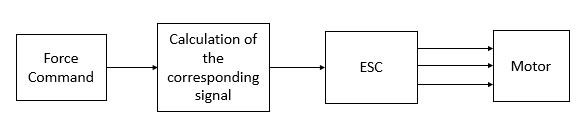 Force
Command
Calculation of
the
corresponding
signal
ESC
Motor